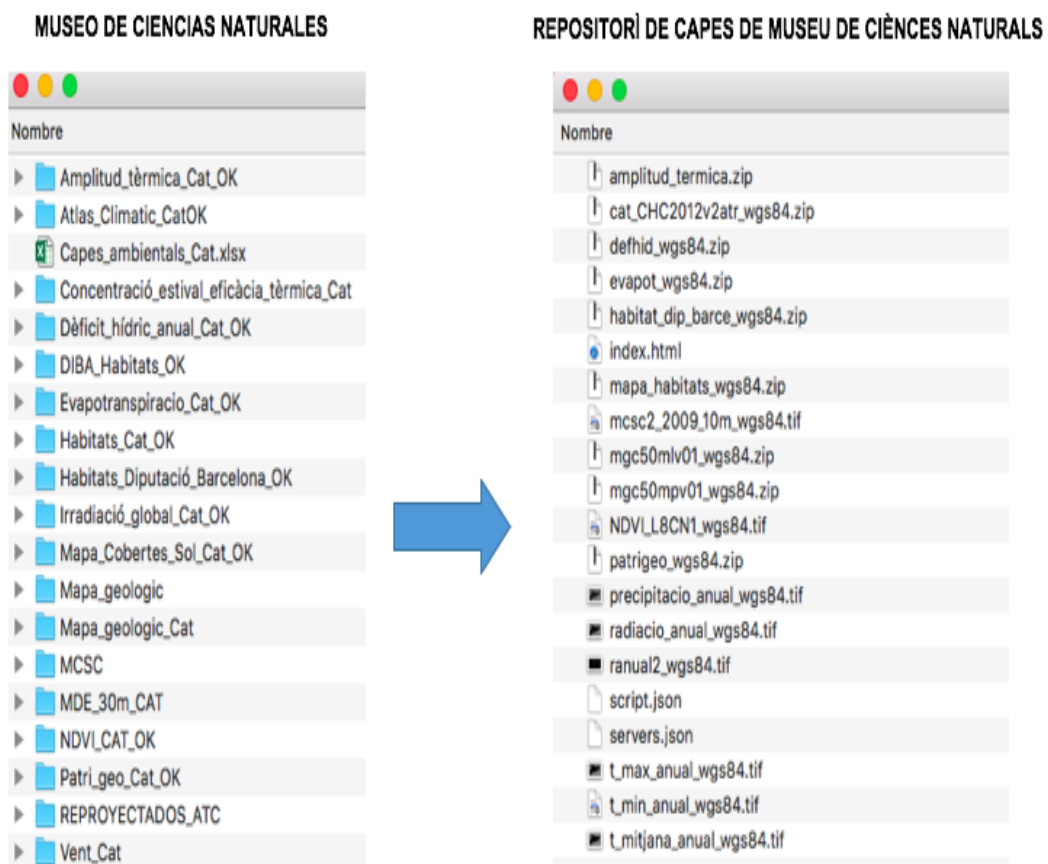 MUSEO DE CIENCIAS NATURALES
Nombre
Amplitud_tèrmica_Cat_OK
Atlas_Climatic_CatOK
Capes_ambientals_Cat.xlsx
Concentració_estival_eficàcia_tèrmica_Cat
Dèficit_hídric_anual_Cat_OK
DIBA_Habitats_OK
Evapotranspiracio_Cat_OK
Habitats_Cat_OK
Habitats_Diputació_Barcelona_OK
Irradiació_global_Cat_OK
Mapa_Cobertes_Sol_Cat_OK
Mapa_geologic
Mapa_geologic_Cat
MCSC
MDE_30m_CAT
NDVI_CAT_OK
Patri_geo_Cat_OK
REPROYECTADOS_ATC
Vent_Cat
REPOSITORÌ DE CAPES DE MUSEU DE CIÈNCES NATURALS
Nombre
amplitud_termica.zip
cat_CHC2012v2atr_wgs84.zip
defhid_wgs84.zip
evapot_wgs84.zip
habitat_dip_barce_wgs84.zip
index.html
mapa_habitats_wgs84.zip
mcsc2_2009_10m_wgs84.tif
mgc50mlv01_wgs84.zip
mgc50mpv01_wgs84.zip
NDVI_L8CN1_wgs84.tif
patrigeo_wgs84.zip
precipitacio_anual_wgs84.tif
radiacio_anual_wgs84.tif
ranual2_wgs84.tif
script.json
servers.json
t_max_anual_wgs84.tif
t_min_anual_wgs84.tif
t_mitjana_anual_wgs84.tif